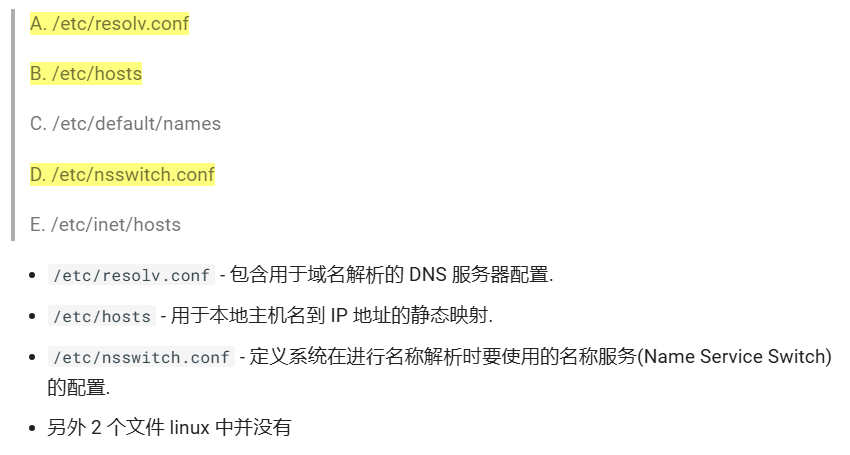 A. /etc/resolv.conf
B. /etc/hosts
C. /etc/default/names
D. /etc/nsswitch.conf
E. /etc/inet/hosts
• /etc/resolv.conf - 包含用于域名解析的 DNS 服务器配置.
• /etc/hosts - 用于本地主机名到 IP 地址的静态映射.
• /etc/nsswitch.conf - 定义系统在进行名称解析时要使用的名称服务(Name Service Switch)
的配置.
• 另外 2 个文件 linux 中并没有